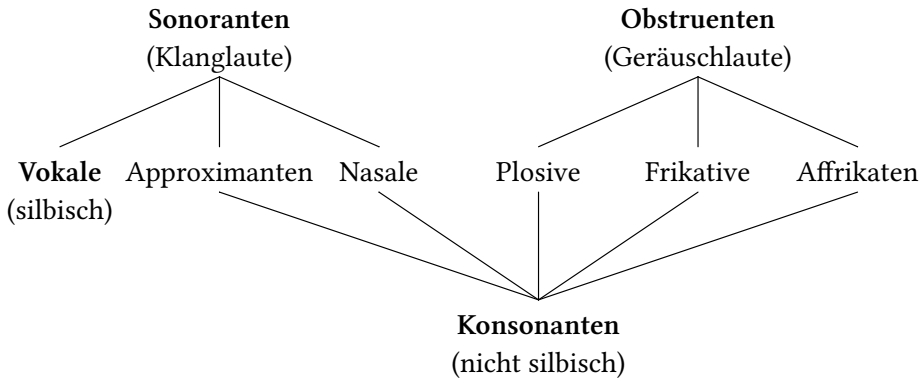 Sonoranten
(Klanglaute)
Obstruenten
(Geräuschlaute)
Vokale
(silbisch)
Approximanten
Nasale
Plosive
Frikative
Affrikaten
Konsonanten
(nicht silbisch)